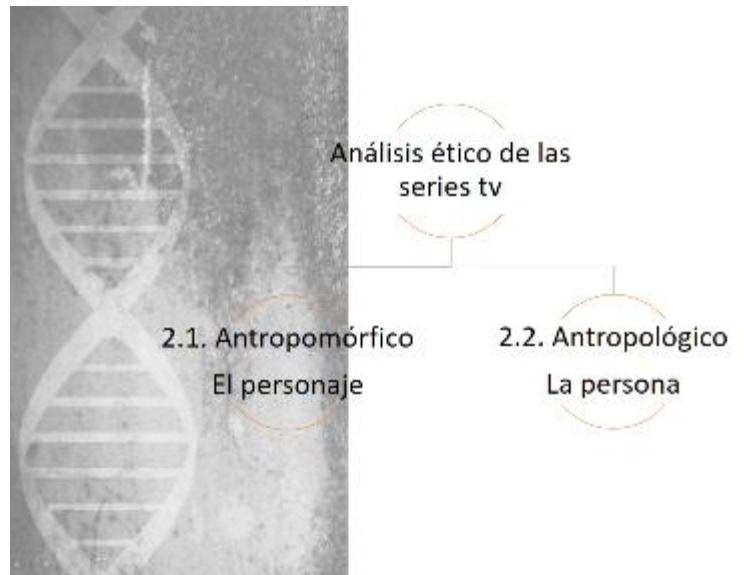 Análisis ético de las
series tv
2.1. Antropomórfico
El personaje
2.2. Antropológico
La persona